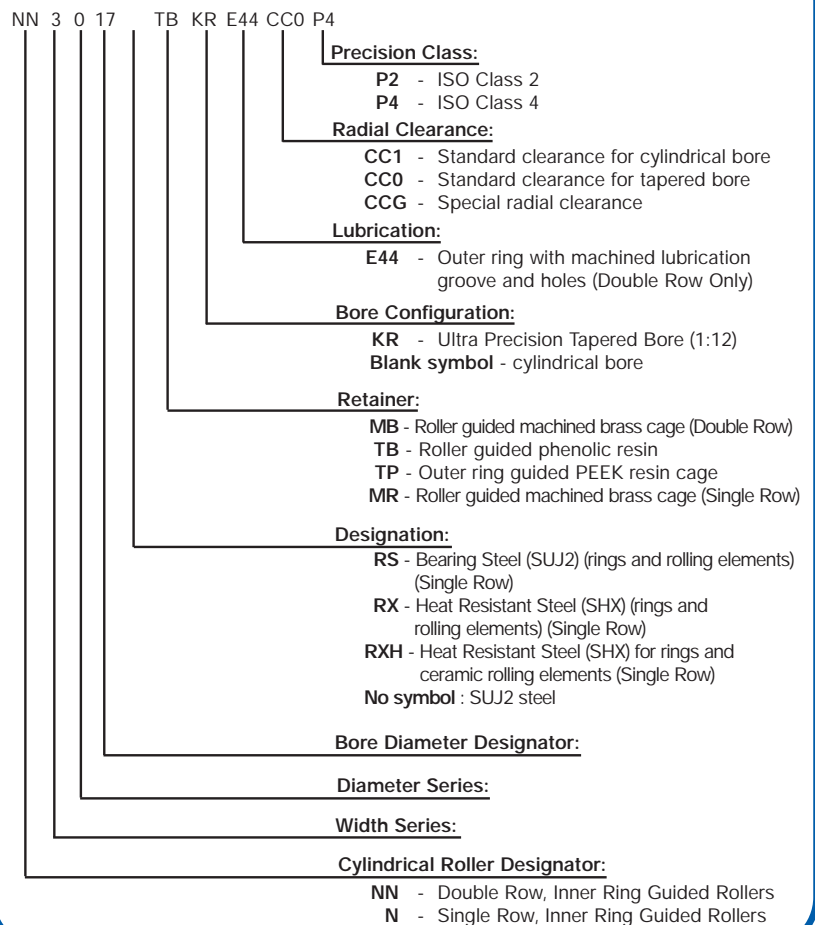 NN 3 0 17 TB KR E44 CC0 P4
Precision Class:
P2 - ISO Class 2
P4 - ISO Class 4
Radial Clearance:
CC1 - Standard clearance for cylindrical bore
CC0 - Standard clearance for tapered bore
CCG - Special radial clearance
Lubrication:
E44 - Outer ring with machined lubrication
groove and holes (Double Row Only)
Bore Configuration:
KR - Ultra Precision Tapered Bore (1:12)
Blank symbol - cylindrical bore
Retainer:
MB - Roller guided machined brass cage (Double Row)
TB - Roller guided phenolic resin
TP - Outer ring guided PEEK resin cage
MR - Roller guided machined brass cage (Single Row)
Designation:
RS - Bearing Steel (SUJ2) (rings and rolling elements)
(Single Row)
RX - Heat Resistant Steel (SHX) (rings and
rolling elements) (Single Row)
RXH - Heat Resistant Steel (SHX) for rings and
ceramic rolling elements (Single Row)
No symbol : SUJ2 steel
Bore Diameter Designator:
Diameter Series:
Width Series:
Cylindrical Roller Designator:
NN - Double Row, Inner Ring Guided Rollers
N - Single Row, Inner Ring Guided Rollers